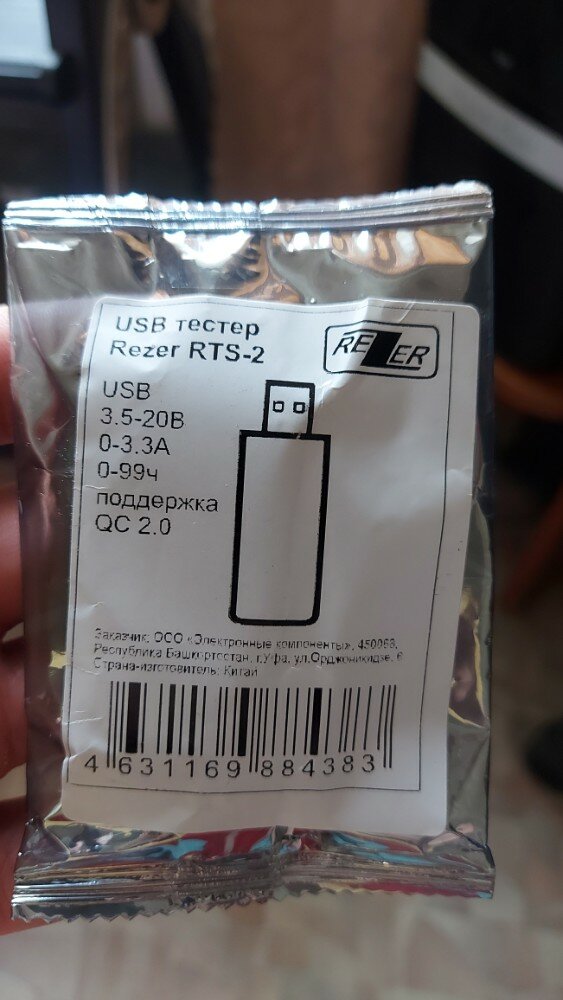 USB тестер
Rezer RTS-2
REZER
USB
3.5-20В
0-3.3А
0-99ч
поддержка
QC 2.0
Заказчик: ООО «Электронные компоненты», 450063,
Республика Башкортостан, г.Уфа, ул.Орджоникидзе, 6
Страна-изготовитель: Китай
4 631169 884383